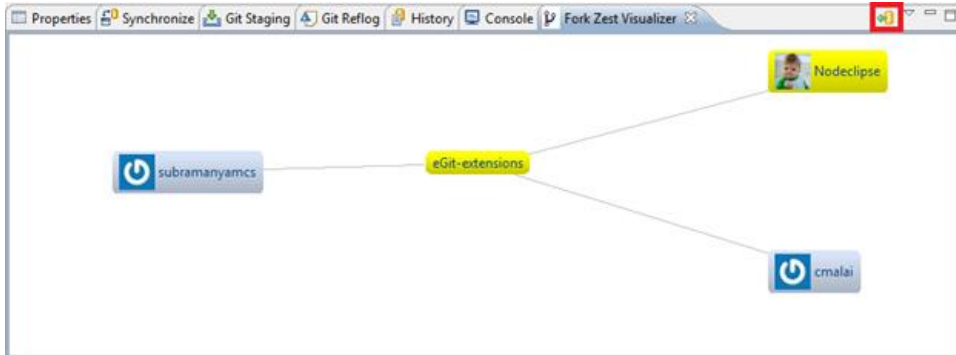 Properties Synchronize Git Staging Git Reflog History Console Fork Zest Visualizer
Nodeclipse
eGit-extensions
subramanyamcs
cmalai